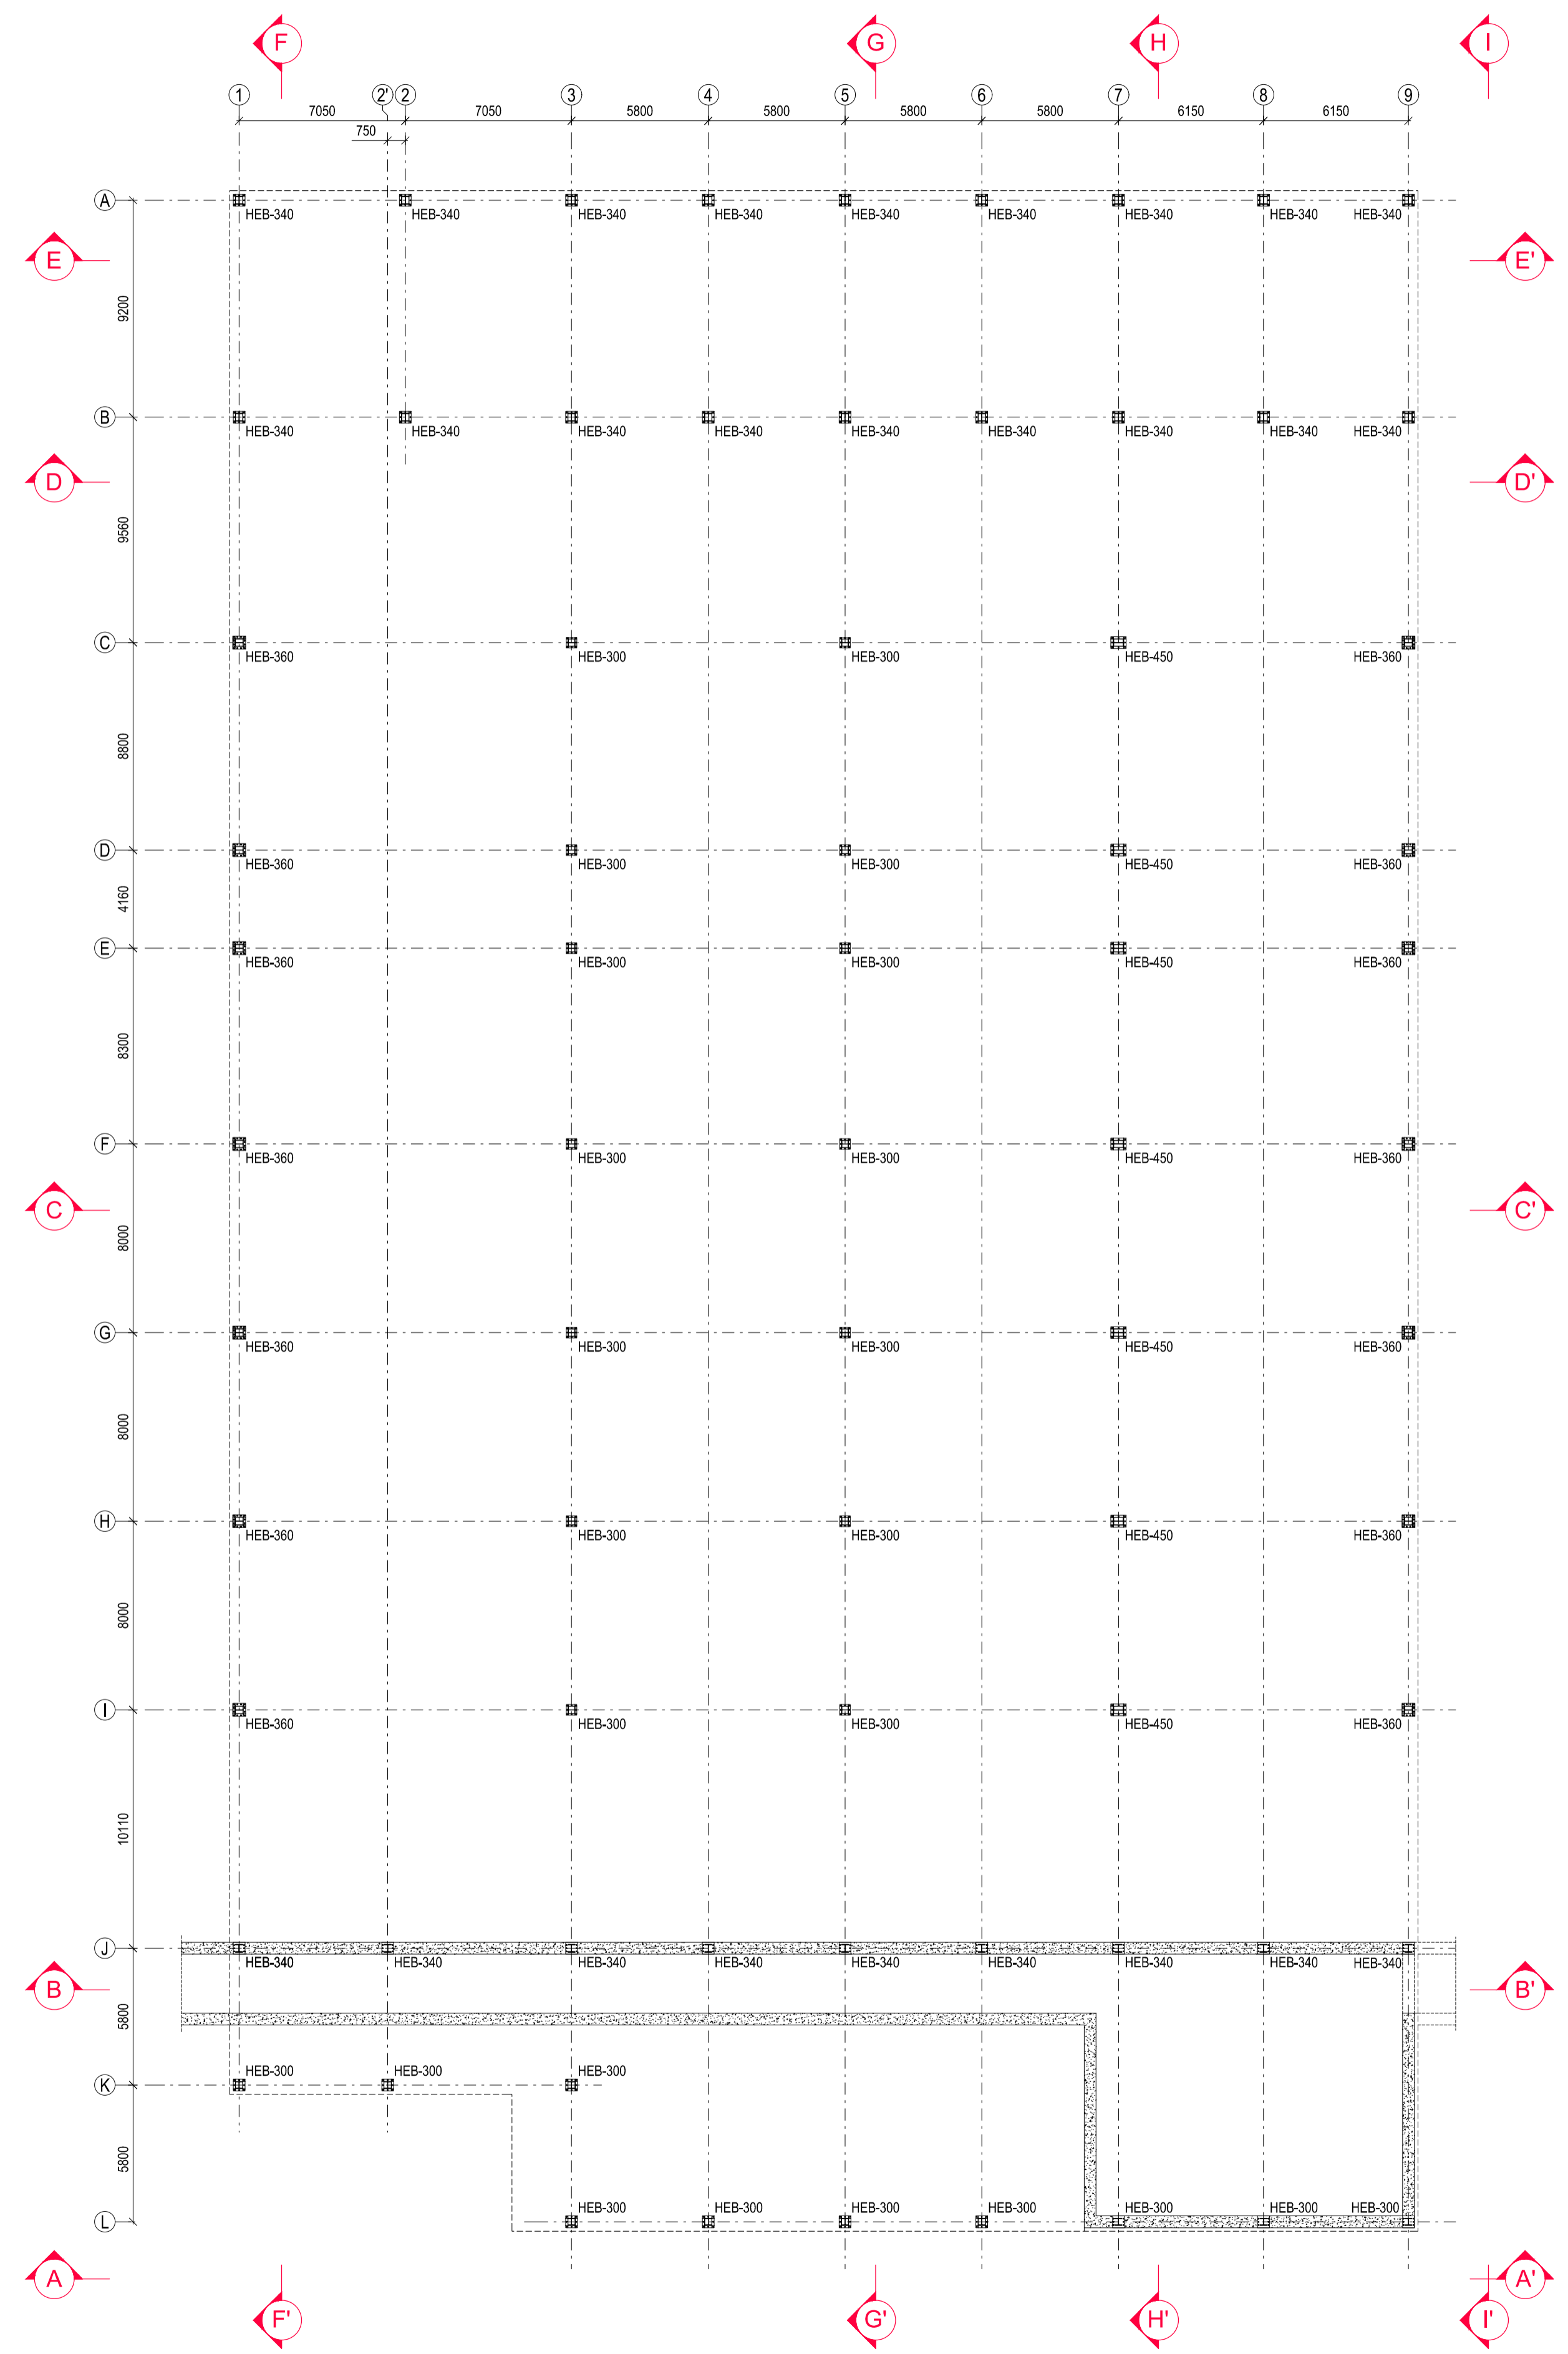 F G H I
1 2' 2 3 4 5 6 7 8 9
7050 7050 5800 5800 5800 5800 6150 6150
750
A
HEB-340 HEB-340 HEB-340 HEB-340 HEB-340 HEB-340 HEB-340 HEB-340 HEB-340
E E'
9200
B
HEB-340 HEB-340 HEB-340 HEB-340 HEB-340 HEB-340 HEB-340 HEB-340 HEB-340
D D'
9560
C
HEB-360 HEB-300 HEB-300 HEB-450 HEB-360
8800
D
HEB-360 HEB-300 HEB-300 HEB-450 HEB-360
4160
E
HEB-360 HEB-300 HEB-300 HEB-450 HEB-360
8300
F
HEB-360 HEB-300 HEB-300 HEB-450 HEB-360
C C'
8000
G
HEB-360 HEB-300 HEB-300 HEB-450 HEB-360
8000
H
HEB-360 HEB-300 HEB-300 HEB-450 HEB-360
8000
I
HEB-360 HEB-300 HEB-300 HEB-450 HEB-360
10110
J
HEB-340 HEB-340 HEB-340 HEB-340 HEB-340 HEB-340 HEB-340 HEB-340 HEB-340
B B'
5800
HEB-300 HEB-300 HEB-300
K
5800
HEB-300 HEB-300 HEB-300 HEB-300 HEB-300 HEB-300 HEB-300
L
A A'
F' G' H' I'